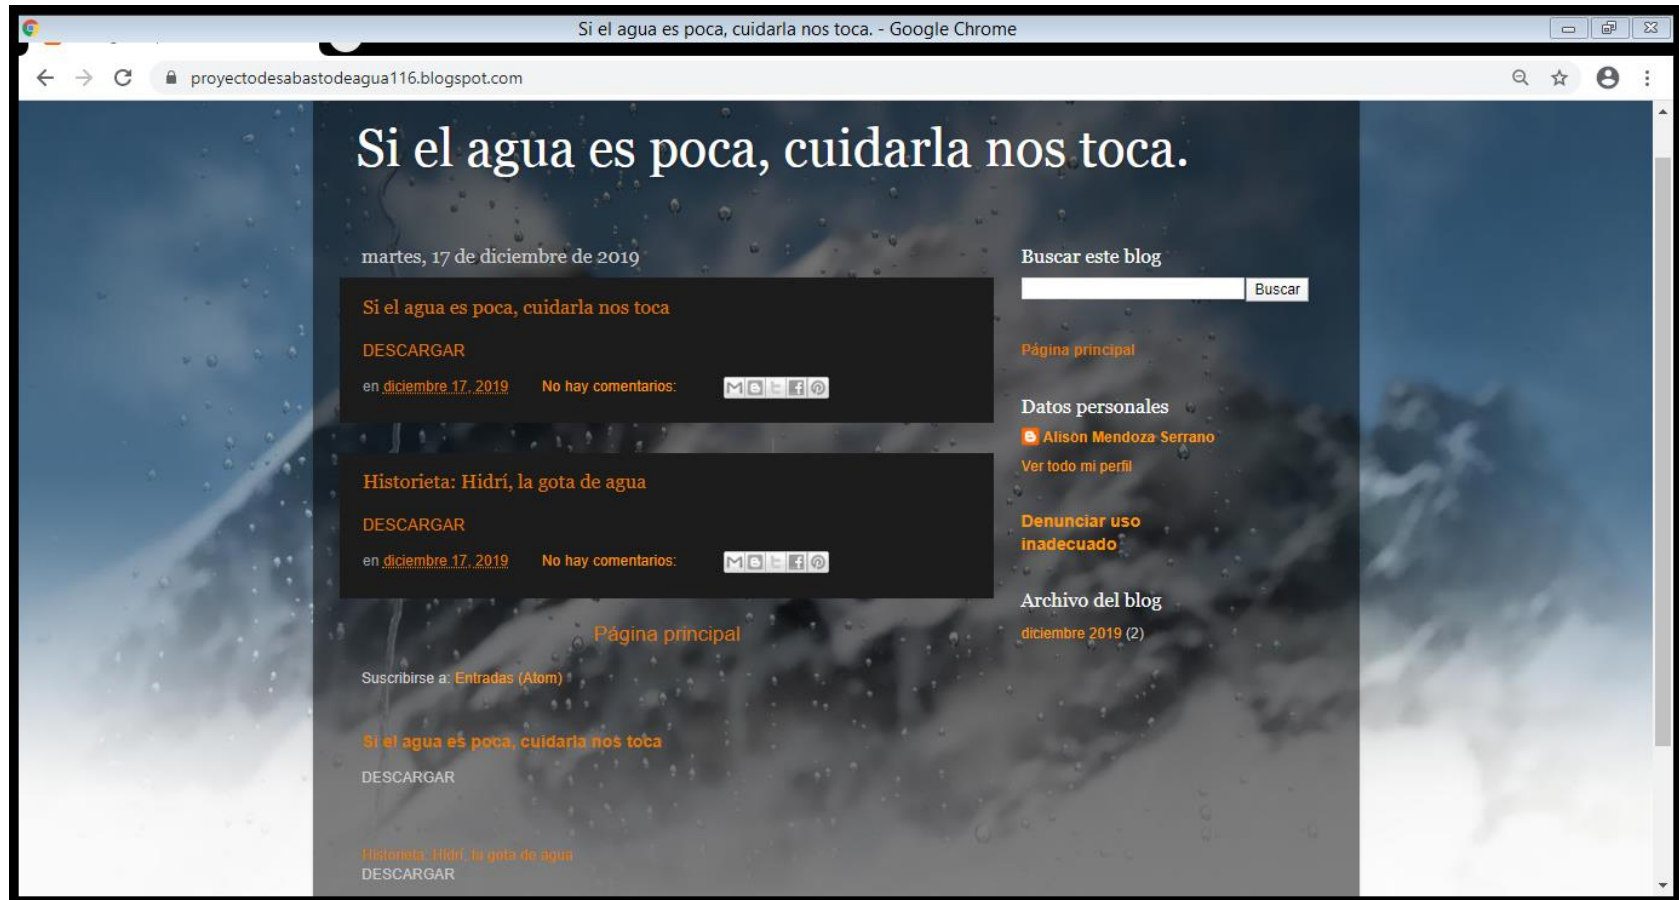 Si el agua es poca, cuidarla nos toca. - Google Chrome
proyectodesabastodeagua116.blogspot.com
Si el agua es poca, cuidarla nos toca.
martes, 17 de diciembre de 2019
Si el agua es poca, cuidarla nos toca
DESCARGAR
en diciembre 17, 2019 No hay comentarios:
Historieta: Hidrí, la gota de agua
DESCARGAR
en diciembre 17, 2019 No hay comentarios:
Página principal
Suscribirse a: Entradas (Atom)
Si el agua es poca, cuidarla nos toca
DESCARGAR
Historieta: Hidrí, la gota de agua
DESCARGAR
Buscar este blog
Buscar
Página principal
Datos personales
Alison Mendoza Serrano
Ver todo mi perfil
Denunciar uso
inadecuado
Archivo del blog
diciembre 2019 (2)